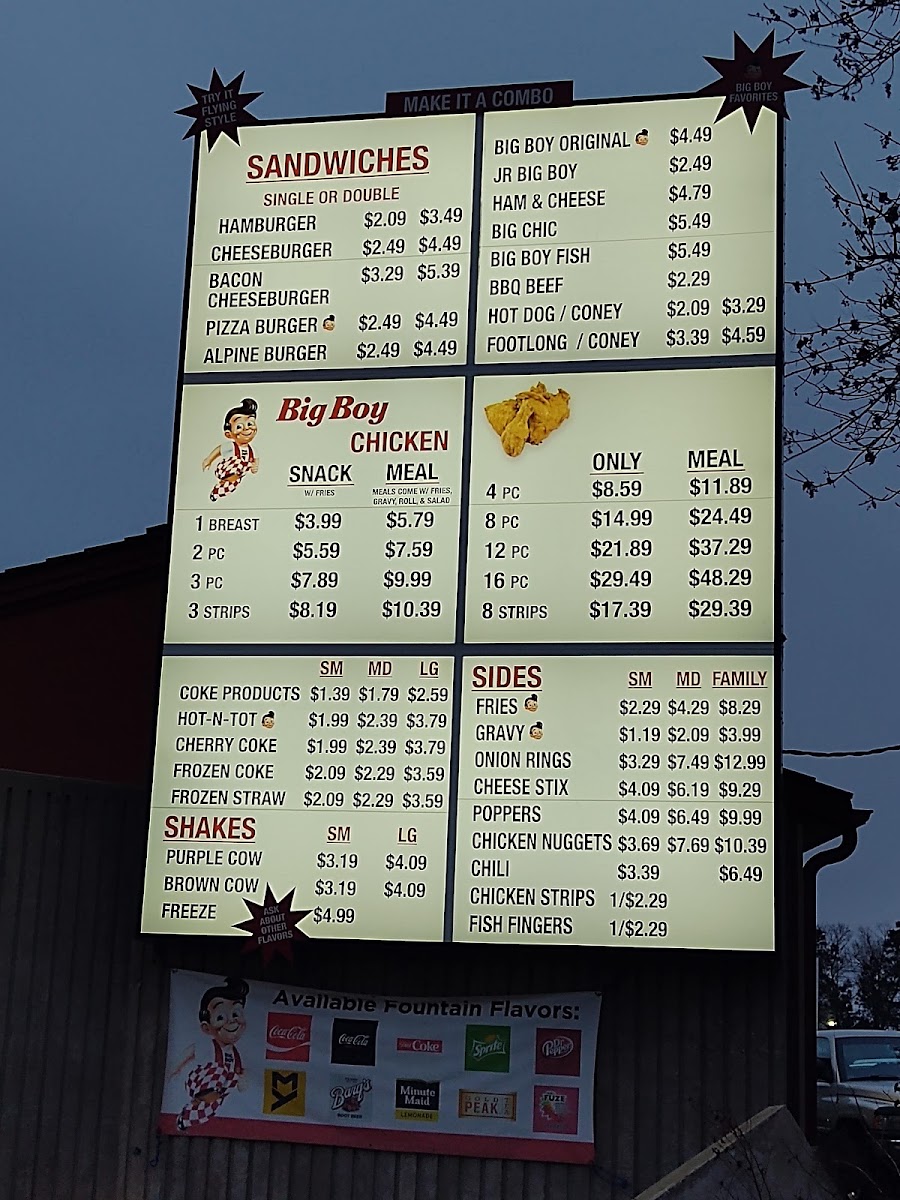 TRY IT
FLYING
STYLE
MAKE IT A COMBO
BIG BOY
FAVORITES
SANDWICHES
SINGLE OR DOUBLE
HAMBURGER $2.09 $3.49
CHEESEBURGER $2.49 $4.49
BACON $3.29 $5.39
CHEESEBURGER
PIZZA BURGER $2.49 $4.49
ALPINE BURGER $2.49 $4.49
BIG BOY ORIGINAL $4.49
JR BIG BOY $2.49
HAM & CHEESE $4.79
BIG CHIC $5.49
BIG BOY FISH $5.49
BBQ BEEF $2.29
HOT DOG / CONEY $2.09 $3.29
FOOTLONG / CONEY $3.39 $4.59
Big Boy
CHICKEN
SNACK MEAL
W/ FRIES MEALS COME W/ FRIES,
GRAVY, ROLL, & SALAD
1 BREAST $3.99 $5.79
2 PC $5.59 $7.59
3 PC $7.89 $9.99
3 STRIPS $8.19 $10.39
ONLY MEAL
4 PC $8.59 $11.89
8 PC $14.99 $24.49
12 PC $21.89 $37.29
16 PC $29.49 $48.29
8 STRIPS $17.39 $29.39
SM MD LG
COKE PRODUCTS $1.39 $1.79 $2.59
HOT-N-TOT $1.99 $2.39 $3.79
CHERRY COKE $1.99 $2.39 $3.79
FROZEN COKE $2.09 $2.29 $3.59
FROZEN STRAW $2.09 $2.29 $3.59
SHAKES SM LG
PURPLE COW $3.19 $4.09
BROWN COW $3.19 $4.09
FREEZE $4.99
ASK
ABOUT
OTHER
FLAVORS
SIDES SM MD FAMILY
FRIES $2.29 $4.29 $8.29
GRAVY $1.19 $2.09 $3.99
ONION RINGS $3.29 $7.49 $12.99
CHEESE STIX $4.09 $6.19 $9.29
POPPERS $4.09 $6.49 $9.99
CHICKEN NUGGETS $3.69 $7.69 $10.39
CHILI $3.39 $6.49
CHICKEN STRIPS 1/$2.29
FISH FINGERS 1/$2.29
Available Fountain Flavors:
Coca-Cola Coca-Cola Coke Sprite Dr Pepper
Barq's
Minute
Maid
LEMONADE
GOLD
PEAK
FUZE